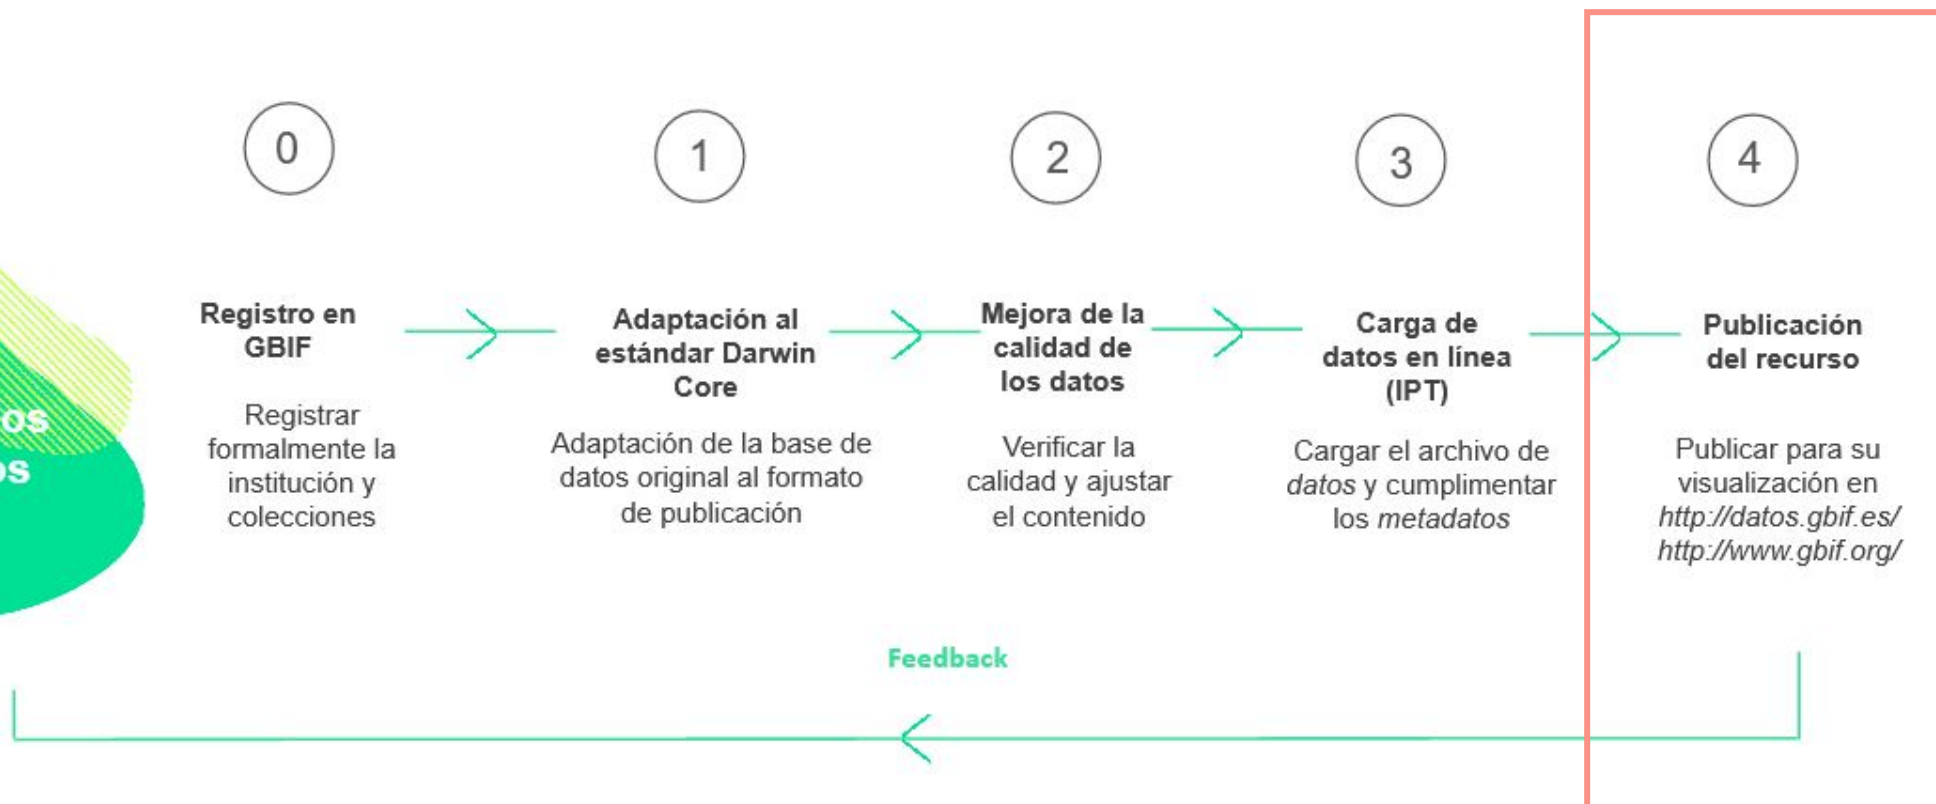 0
Registro en
GBIF
Registrar
formalmente la
institución y
colecciones
1
Adaptación al
estándar Darwin
Core
Adaptación de la base de
datos original al formato
de publicación
2
Mejora de la
calidad de
los datos
Verificar la
calidad y ajustar
el contenido
3
Carga de
datos en línea
(IPT)
Cargar el archivo de
datos y cumplimentar
los metadatos
4
Publicación
del recurso
Publicar para su
visualización en
http://datos.gbif.es/
http://www.gbif.org/
Feedback